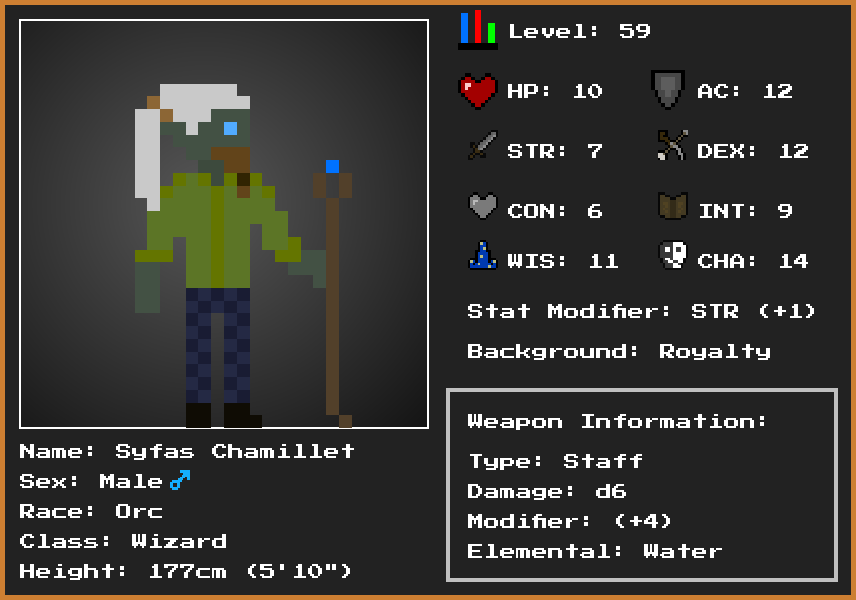 Level: 59
HP: 10
AC: 12
STR: 7
DEX: 12
CON: 6
INT: 9
WIS: 11
CHA: 14
Stat Modifier: STR (+1)
Background: Royalty
Weapon Information:
Type: Staff
Damage: d6
Modifier: (+4)
Elemental: Water
Name: Syfas Chamillet
Sex: Male♂
Race: Orc
Class: Wizard
Height: 177cm (5'10")